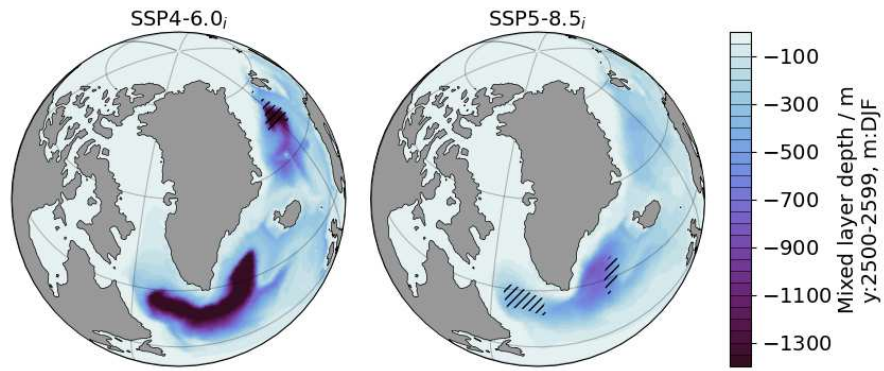 SSP4-6.0i
SSP5-8.5i
−100
−300
−500
−700
−900
−1100
−1300
Mixed layer depth / m
y:2500-2599, m:DJF